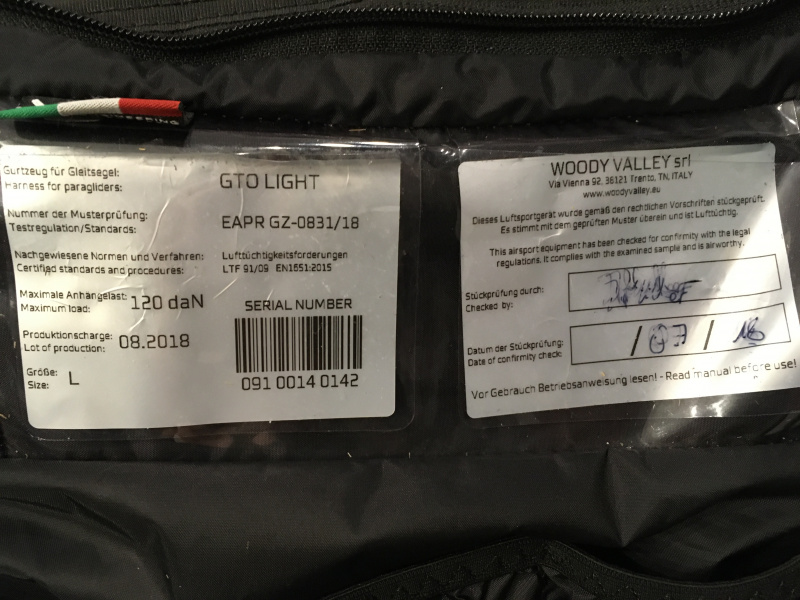 Gurtzeug für Gleitsegel:
Harness for paragliders:
GTO LIGHT
Nummer der Musterprüfung:
Testregulation/Standards:
EAPR GZ-0831/18
Nachgewiesene Normen und Verfahren:
Certified standards and procedures:
Lufttüchtigkeitsforderungen
LTF 91/09 EN1651:2015
Maximale Anhängelast:
Maximum load:
120 daN
Produktionscharge:
Lot of production:
08.2018
Größe:
Size:
L
SERIAL NUMBER
091 0014 0142
WOODY VALLEY srl
Via Vienna 92, 38121 Trento, TN, ITALY
www.woodyvalley.eu
Dieses Luftsportgerät wurde gemäß den rechtlichen Vorschriften stückgeprüft.
Es stimmt mit dem geprüften Muster überein und ist Lufttüchtig.
This airsport equipment has been checked for confirmity with the legal
regulations. It complies with the examined sample and is airworthy.
Stückprüfung durch:
Checked by:
Datum der Stückprüfung:
Date of confirmity check:
/ 07 / 18
Vor Gebrauch Betriebsanweisung lesen! - Read manual before use!